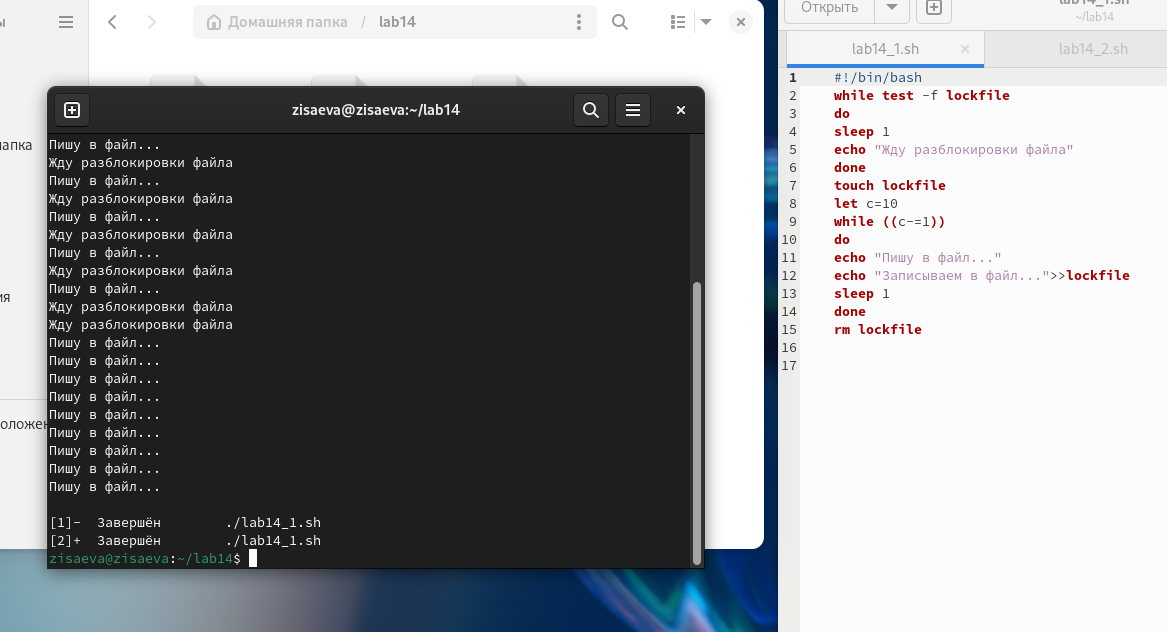 Домашняя папка / lab14
zisaeva@zisaeva:~/lab14
Пишу в файл...
Жду разблокировки файла
Пишу в файл...
Жду разблокировки файла
Пишу в файл...
Жду разблокировки файла
Пишу в файл...
Жду разблокировки файла
Пишу в файл...
Жду разблокировки файла
Жду разблокировки файла
Пишу в файл...
Пишу в файл...
Пишу в файл...
Пишу в файл...
Пишу в файл...
Пишу в файл...
Пишу в файл...
Пишу в файл...
Пишу в файл...
[1]-  Завершён        ./lab14_1.sh
[2]+  Завершён        ./lab14_1.sh
zisaeva@zisaeva:~/lab14$
Открыть
lab14_1.sh
~/lab14
lab14_1.sh
lab14_2.sh
1 #!/bin/bash
2 while test -f lockfile
3 do
4 sleep 1
5 echo "Жду разблокировки файла"
6 done
7 touch lockfile
8 let c=10
9 while ((c-=1))
10 do
11 echo "Пишу в файл..."
12 echo "Записываем в файл...">>lockfile
13 sleep 1
14 done
15 rm lockfile
16
17